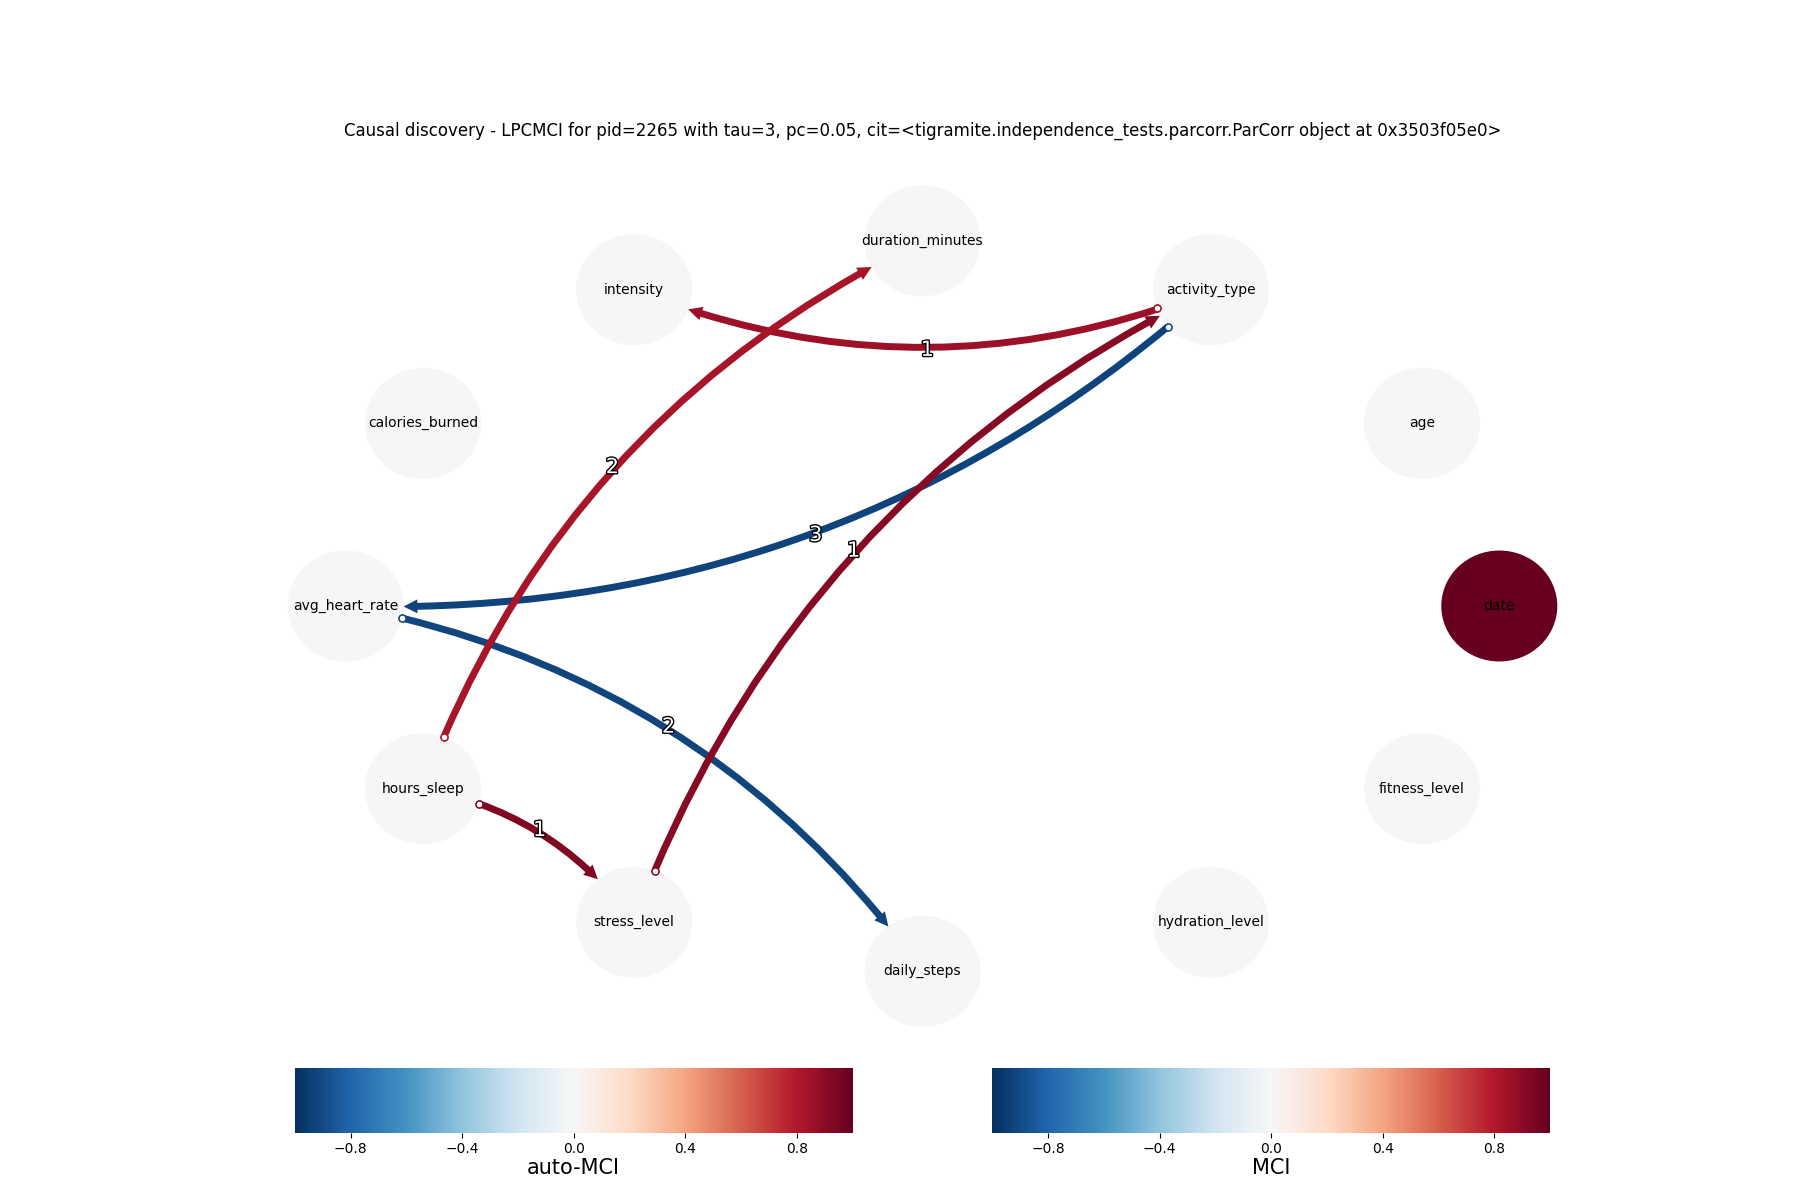 Causal discovery - LPCMCI for pid=2265 with tau=3, pc=0.05, cit=<tigramite.independence_tests.parcorr.ParCorr object at 0x3503f05e0>
duration_minutes
intensity
activity_type
1
calories_burned
age
2
3
1
avg_heart_rate
date
2
hours_sleep
fitness_level
1
stress_level
hydration_level
daily_steps
−0.8 −0.4 0.0 0.4 0.8
auto-MCI
−0.8 −0.4 0.0 0.4 0.8
MCI